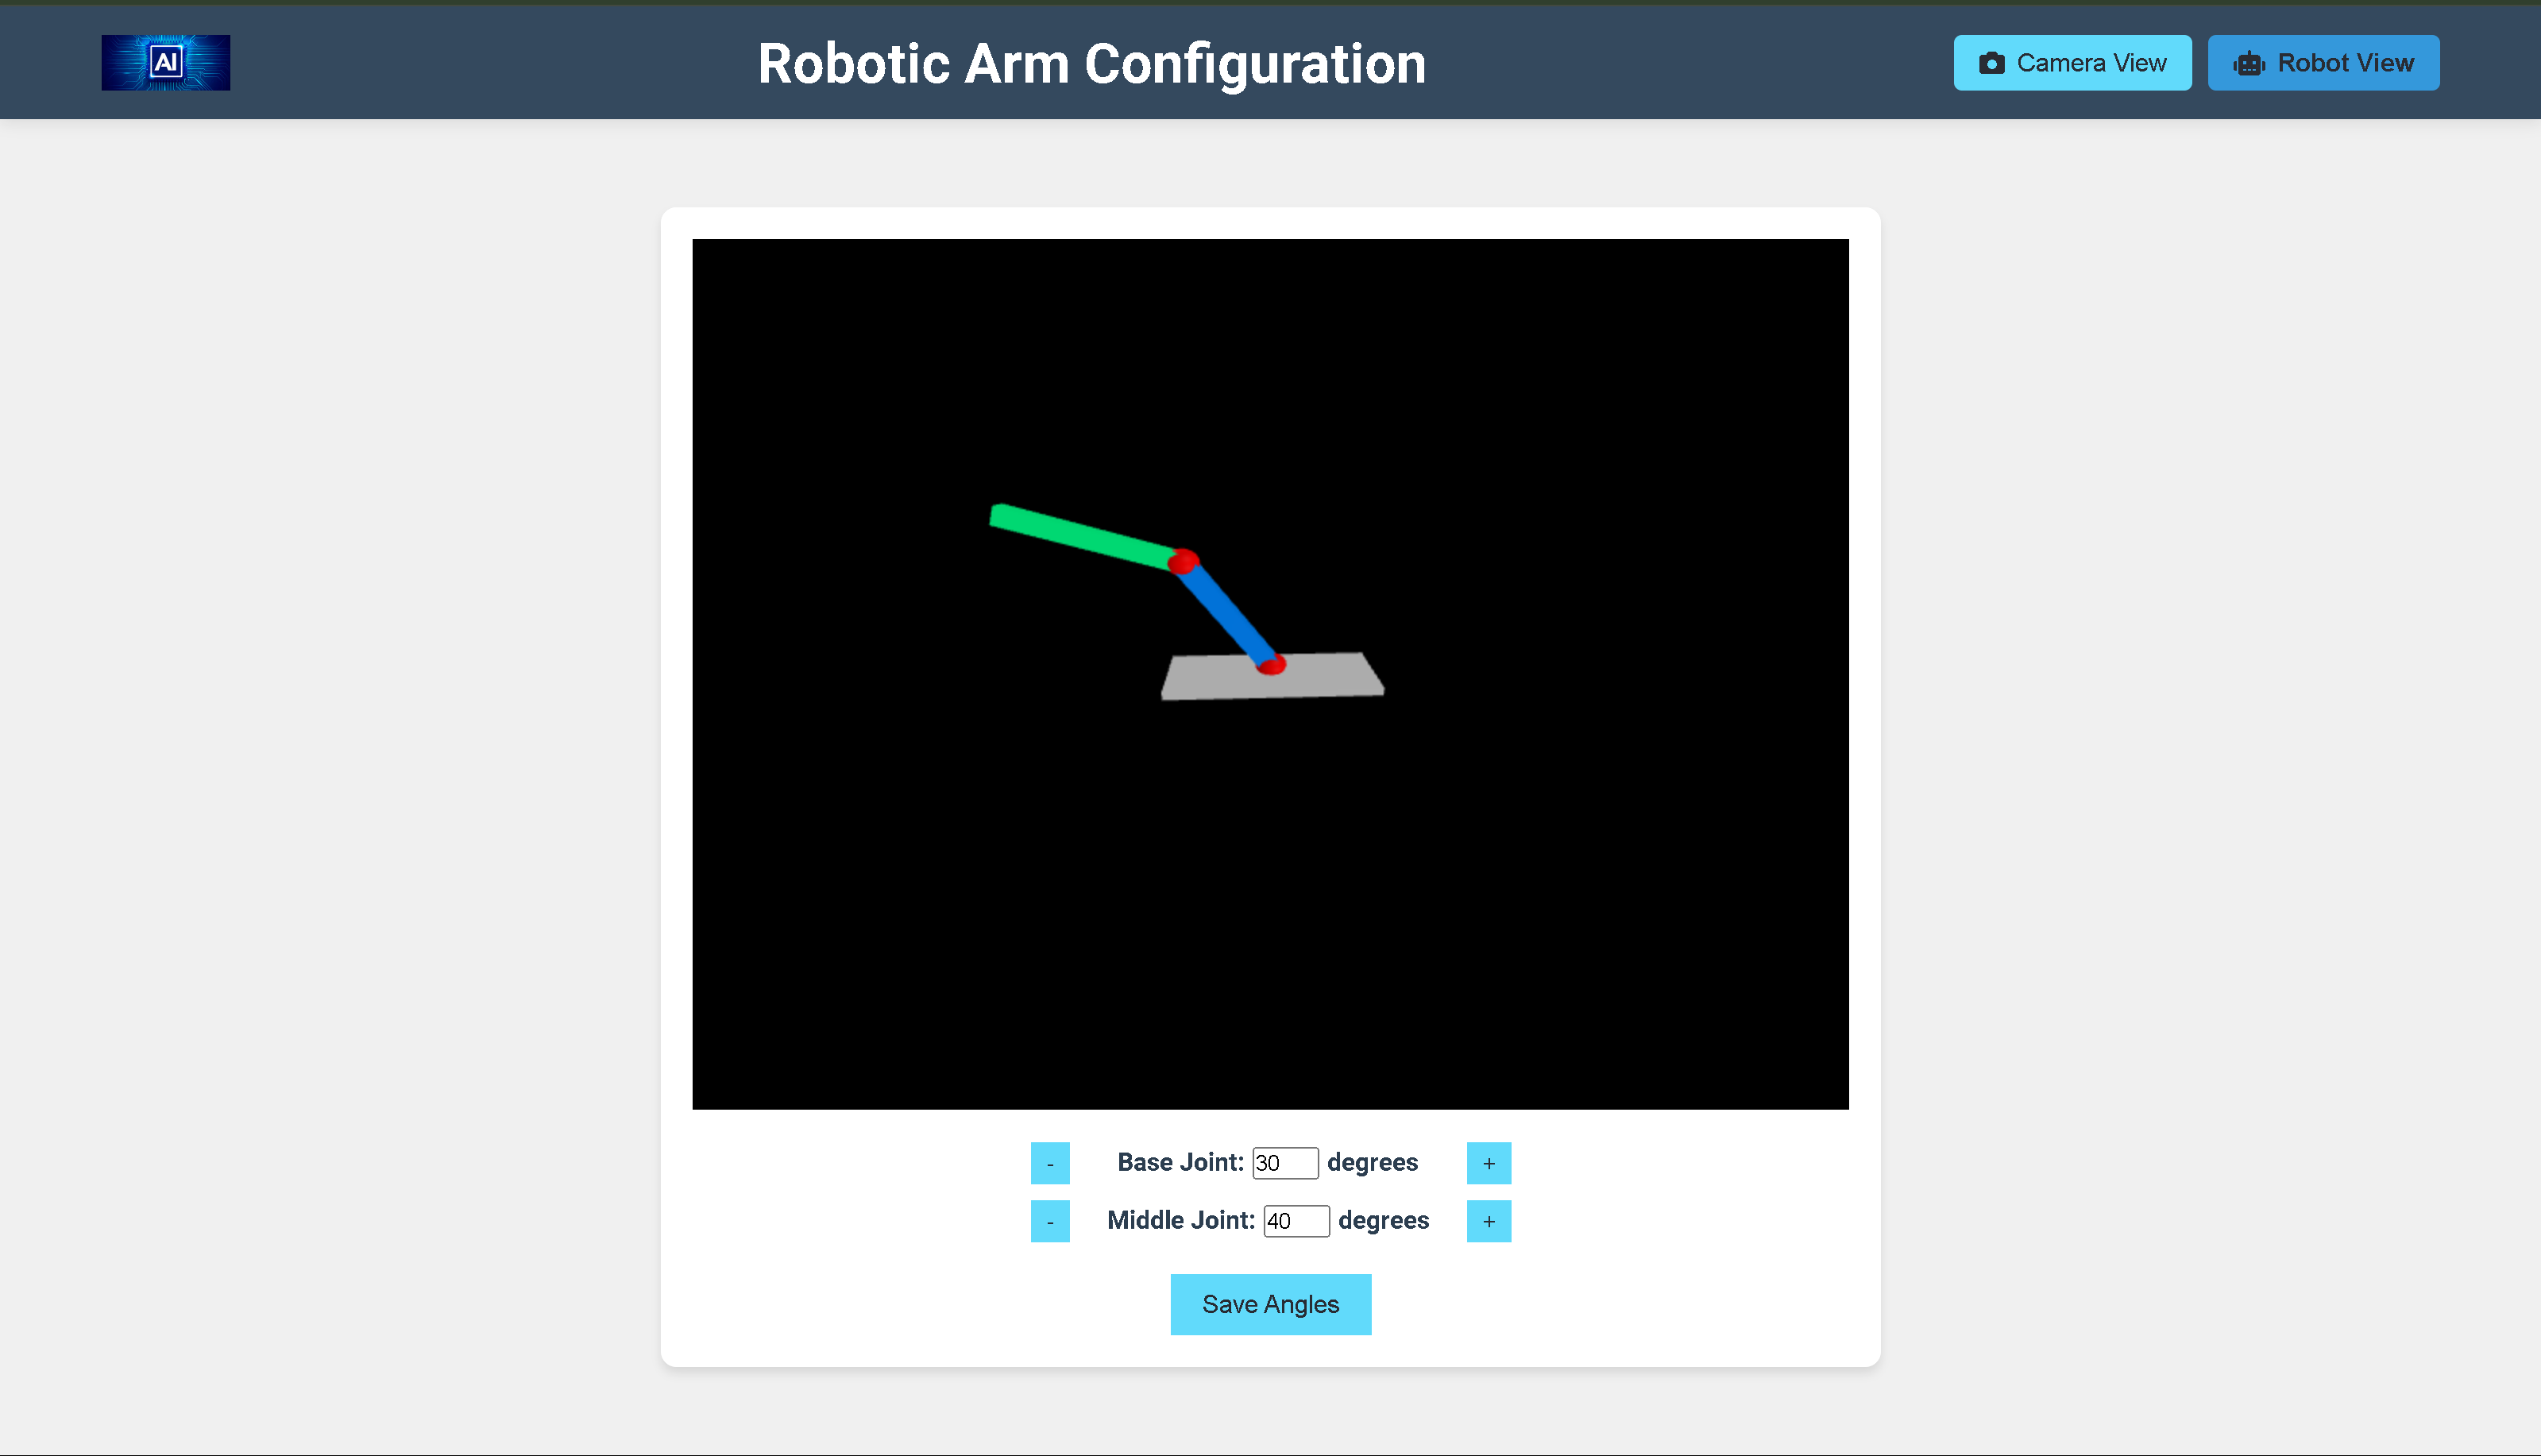 AI
Robotic Arm Configuration
Camera View
Robot View
- Base Joint: 30 degrees +
- Middle Joint: 40 degrees +
Save Angles